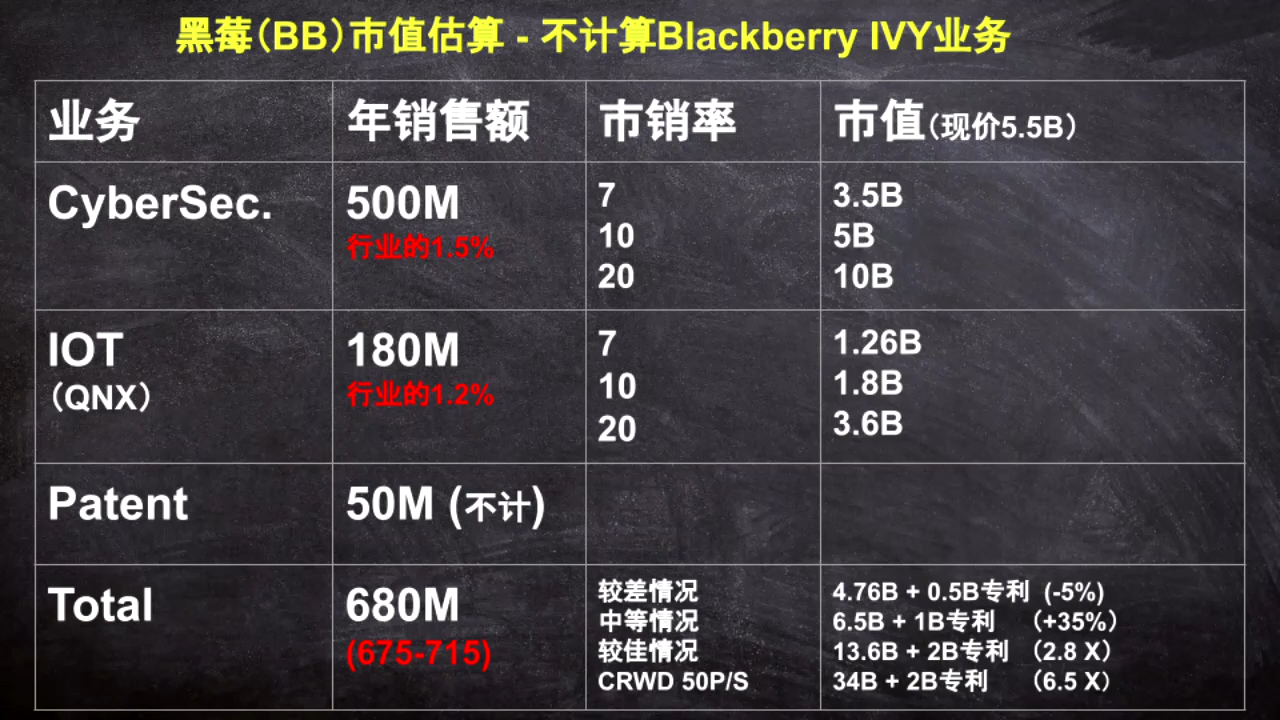 黑莓（BB）市值估算 - 不计算Blackberry IVY业务
业务
年销售额
市销率
市值（现价5.5B）
CyberSec.
500M
行业的1.5%
7
10
20
3.5B
5B
10B
IOT
（QNX）
180M
行业的1.2%
7
10
20
1.26B
1.8B
3.6B
Patent
50M (不计)
Total
680M
(675-715)
较差情况
中等情况
较佳情况
CRWD 50P/S
4.76B + 0.5B专利 (-5%)
6.5B + 1B专利 （+35%）
13.6B + 2B专利 （2.8 X）
34B + 2B专利 （6.5 X）